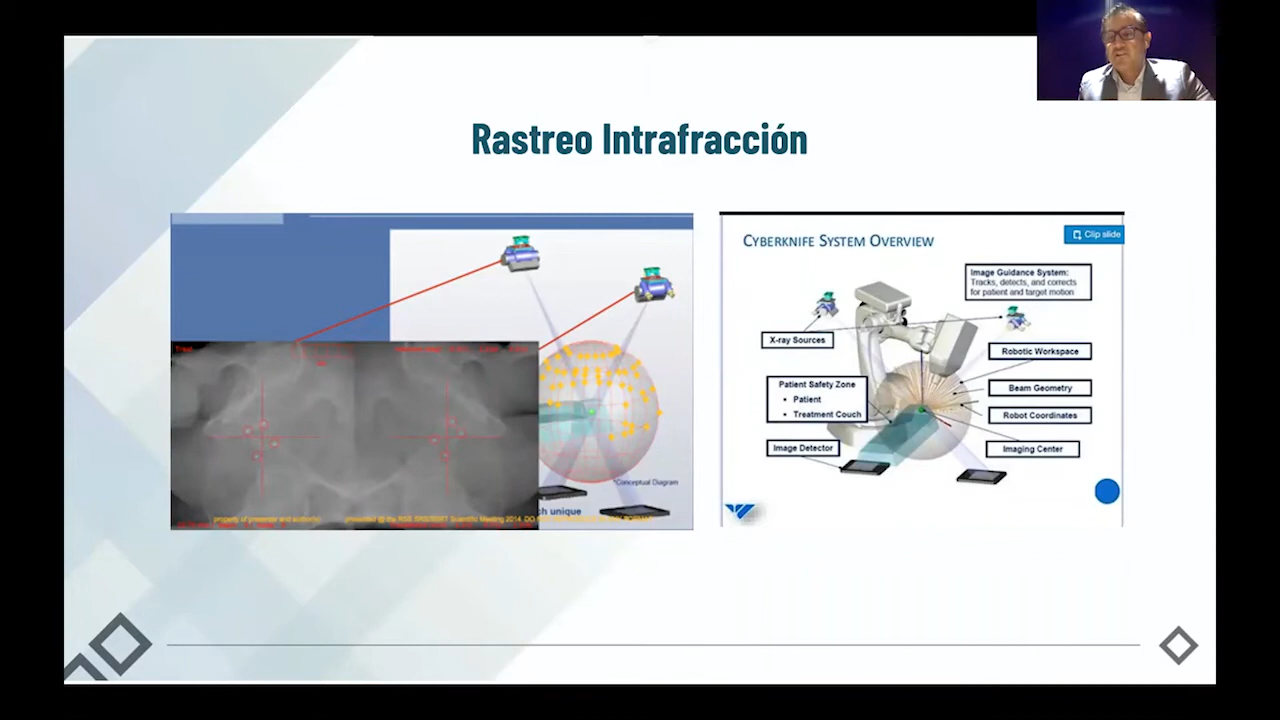 Rastreo Intrafracción
*Conceptual Diagram
ch unique
CYBERKNIFE SYSTEM OVERVIEW
Clip slide
Image Guidance System:
Tracks, detects, and corrects
for patient and target motion
X-ray Sources
Robotic Workspace
Patient Safety Zone
• Patient
• Treatment Couch
Beam Geometry
Robot Coordinates
Image Detector
Imaging Center